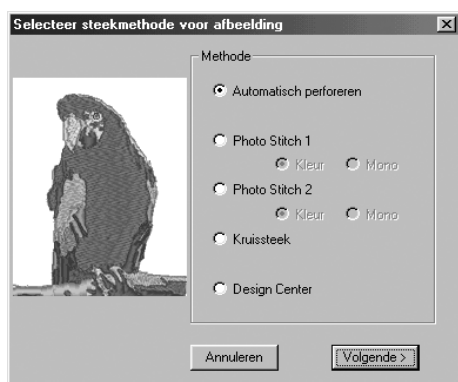 Selecteer steekmethode voor afbeelding
Methode
Automatisch perforeren
Photo Stitch 1
Kleur Mono
Photo Stitch 2
Kleur Mono
Kruissteek
Design Center
Annuleren Volgende >